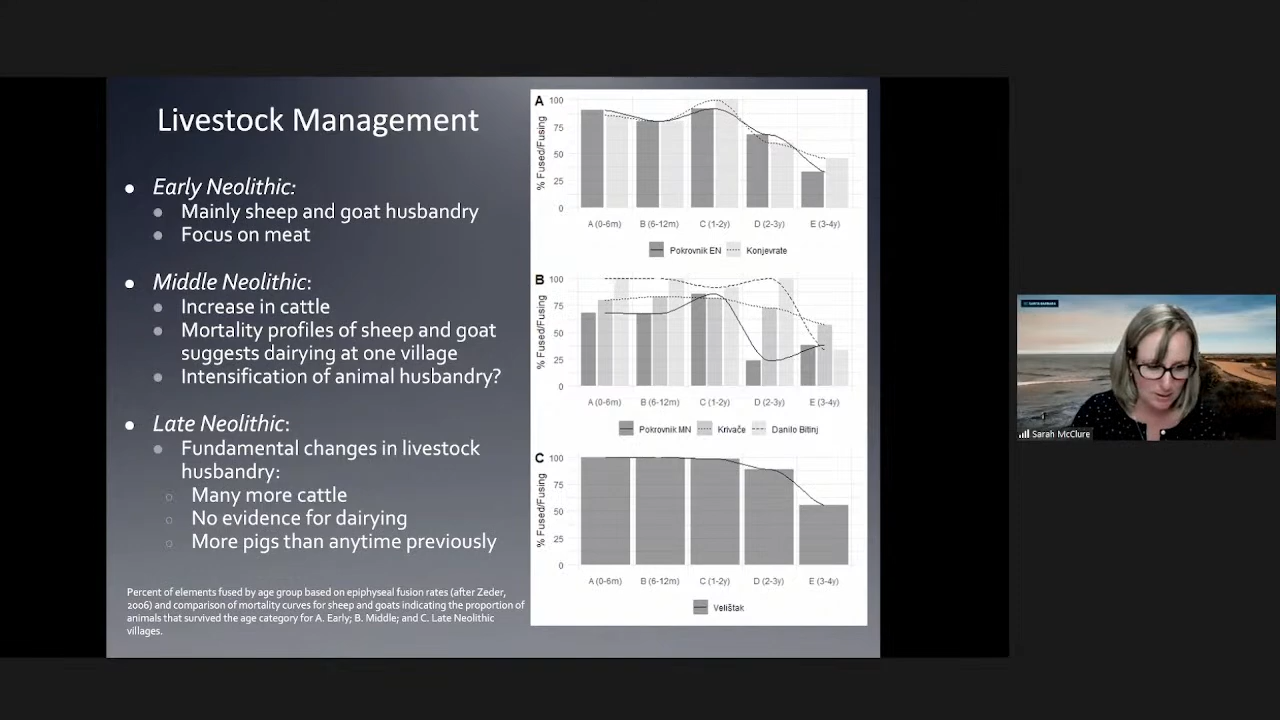 Livestock Management
Early Neolithic:
Mainly sheep and goat husbandry
Focus on meat
Middle Neolithic:
Increase in cattle
Mortality profiles of sheep and goat
suggests dairying at one village
Intensification of animal husbandry?
Late Neolithic:
Fundamental changes in livestock
husbandry:
Many more cattle
No evidence for dairying
More pigs than anytime previously
Percent of elements fused by age group based on epiphyseal fusion rates (after Zeder,
2006) and comparison of mortality curves for sheep and goats indicating the proportion of
animals that survived the age category for A. Early; B. Middle; and C. Late Neolithic
villages.
A
% Fused/Fusing
100
75
50
25
0
A (0-6m) B (6-12m) C (1-2y) D (2-3y) E (3-4y)
Pokrovnik EN Konjevrate
B
% Fused/Fusing
100
75
50
25
0
A (0-6m) B (6-12m) C (1-2y) D (2-3y) E (3-4y)
Pokrovnik MN Krivače Danilo Bitinj
C
% Fused/Fusing
100
75
50
25
0
A (0-6m) B (6-12m) C (1-2y) D (2-3y) E (3-4y)
Velištak
Sarah McClure